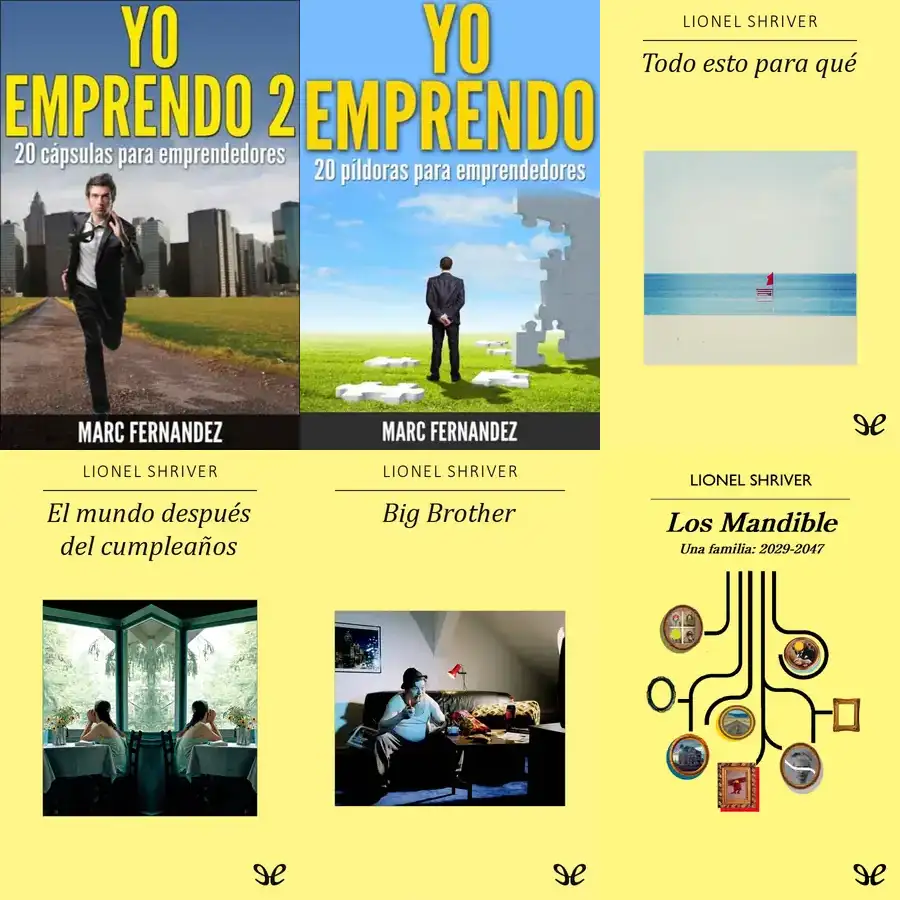 YO
EMPRENDO 2
20 cápsulas para emprendedores
MARC FERNANDEZ
YO
EMPRENDO
20 píldoras para emprendedores
MARC FERNANDEZ
LIONEL SHRIVER
Todo esto para qué
LIONEL SHRIVER
El mundo después
del cumpleaños
LIONEL SHRIVER
Big Brother
LIONEL SHRIVER
Los Mandible
Una familia: 2029-2047